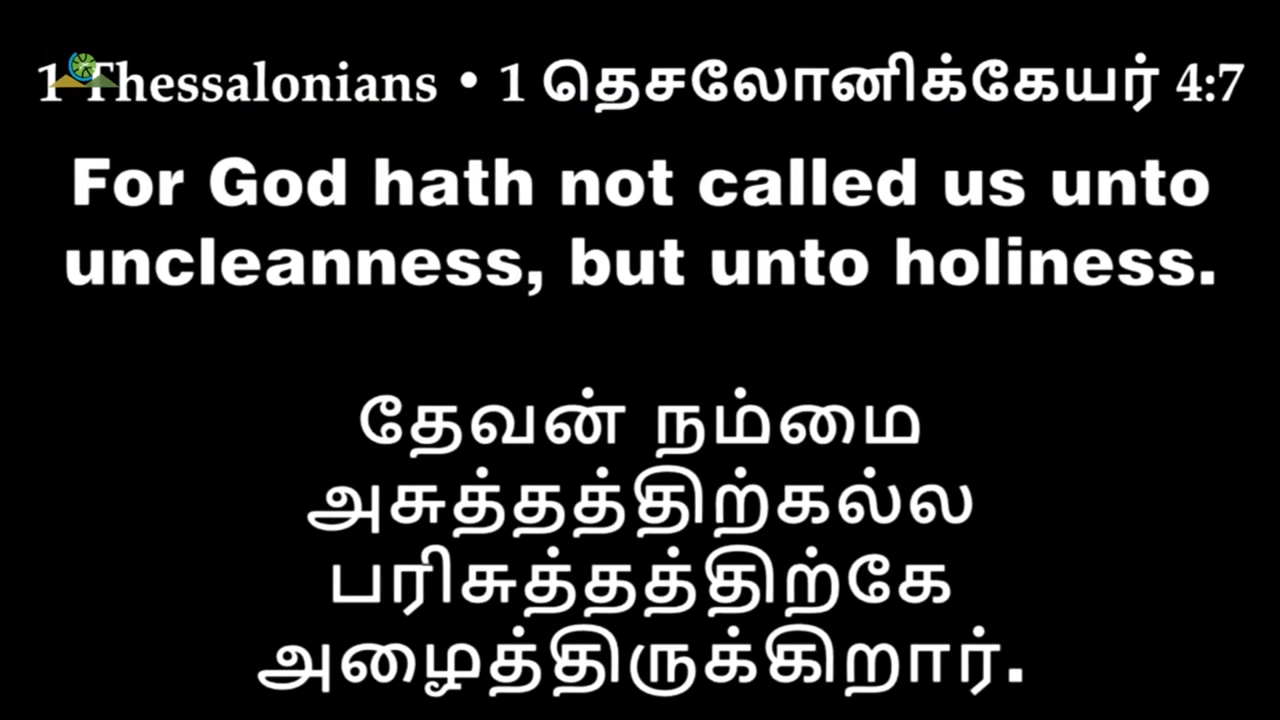 1 Thessalonians • 1 தெசலோனிக்கேயர் 4:7
For God hath not called us unto
uncleanness, but unto holiness.
தேவன் நம்மை
அசுத்தத்திற்கல்ல
பரிசுத்தத்திற்கே
அழைத்திருக்கிறார்.